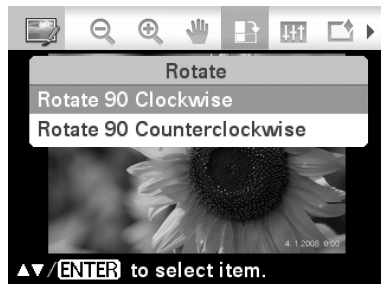 Rotate
Rotate 90 Clockwise
Rotate 90 Counterclockwise
4.1.2008 0:00
▲▼/ENTER to select item.